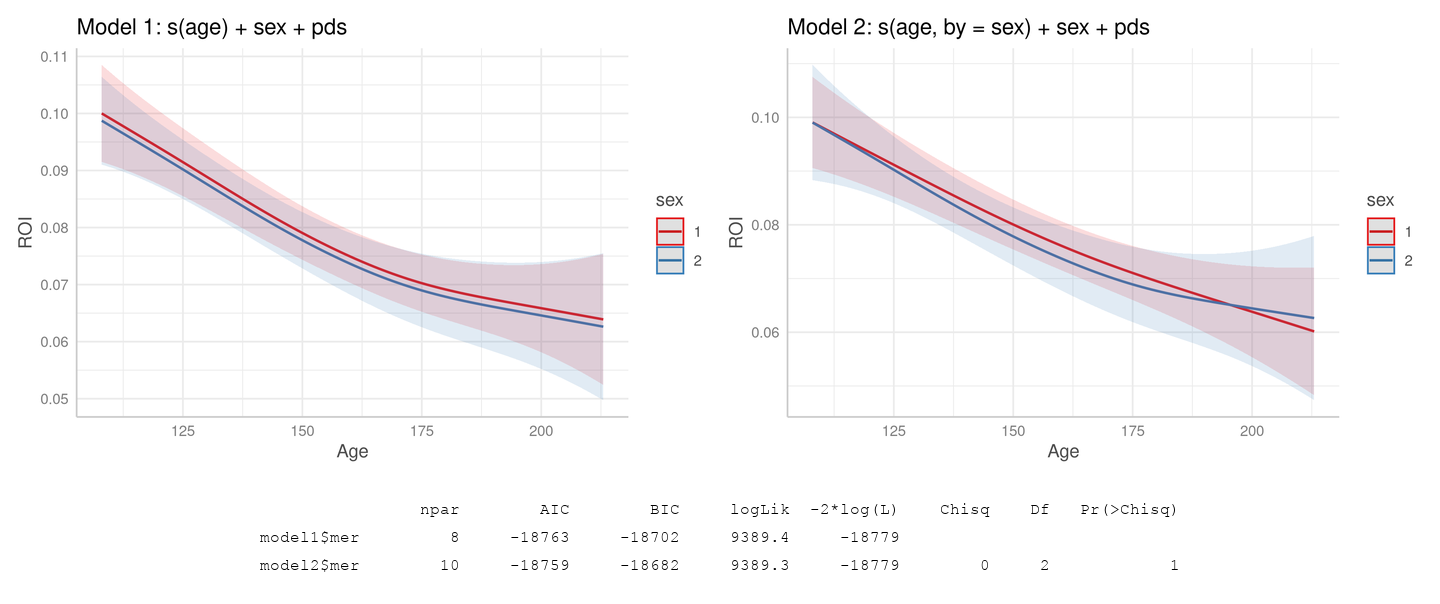 Model 1: s(age) + sex + pds
0.11
0.10
0.09
0.08
0.07
0.06
0.05
ROI
125 150 175 200
Age
sex
1
2
Model 2: s(age, by = sex) + sex + pds
0.10
0.08
0.06
ROI
125 150 175 200
Age
sex
1
2
npar AIC BIC logLik -2*log(L) Chisq Df Pr(>Chisq)
model1$mer 8 -18763 -18702 9389.4 -18779
model2$mer 10 -18759 -18682 9389.3 -18779 0 2 1